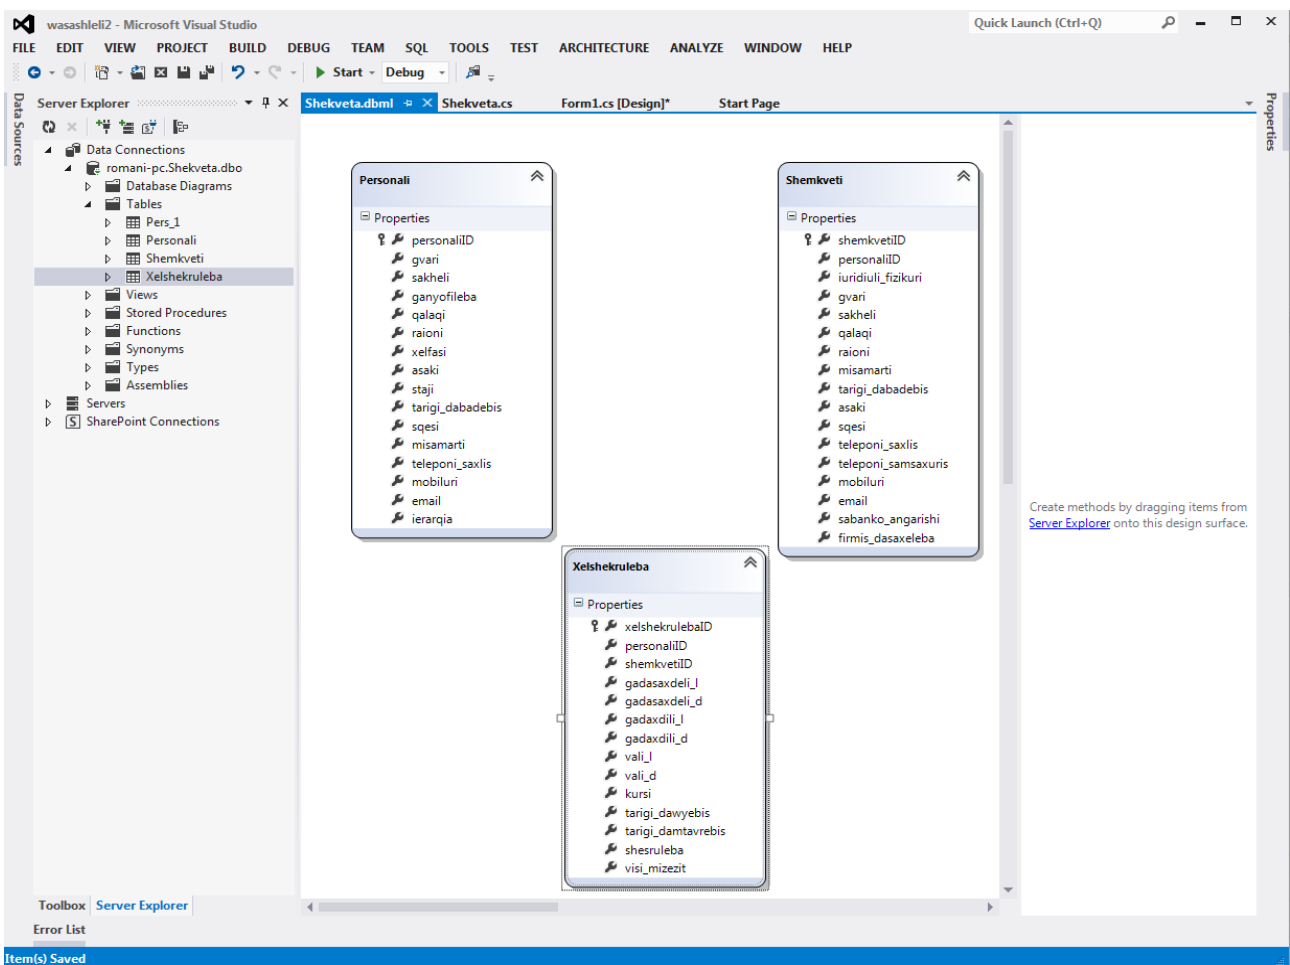 wasashleli2 - Microsoft Visual Studio
Quick Launch (Ctrl+Q)
FILE EDIT VIEW PROJECT BUILD DEBUG TEAM SQL TOOLS TEST ARCHITECTURE ANALYZE WINDOW HELP
Start Debug
Data Sources
Server Explorer
Data Connections
romani-pc.Shekveta.dbo
Database Diagrams
Tables
Pers_1
Personali
Shemkveti
Xelshekruleba
Views
Stored Procedures
Functions
Synonyms
Types
Assemblies
Servers
SharePoint Connections
Toolbox Server Explorer
Error List
Item(s) Saved
Shekveta.dbml Shekveta.cs Form1.cs [Design]* Start Page
Personali
Properties
personaliID
gvari
sakheli
ganyofileba
qalaqi
raioni
xelfasi
asaki
staji
tarigi_dabadebis
sqesi
misamarti
teleponi_saxlis
mobiluri
email
ierarqia
Shemkveti
Properties
shemkvetiID
personaliID
iuridiuli_fizikuri
gvari
sakheli
qalaqi
raioni
misamarti
tarigi_dabadebis
asaki
sqesi
teleponi_saxlis
teleponi_samsaxuris
mobiluri
email
sabanko_angarishi
firmis_dasaxeleba
Xelshekruleba
Properties
xelshekrulebaID
personaliID
shemkvetiID
gadasaxdeli_l
gadasaxdeli_d
gadaxdili_l
gadaxdili_d
vali_l
vali_d
kursi
tarigi_dawyebis
tarigi_damtavrebis
shesruleba
visi_mizezit
Create methods by dragging items from
Server Explorer onto this design surface.
Properties